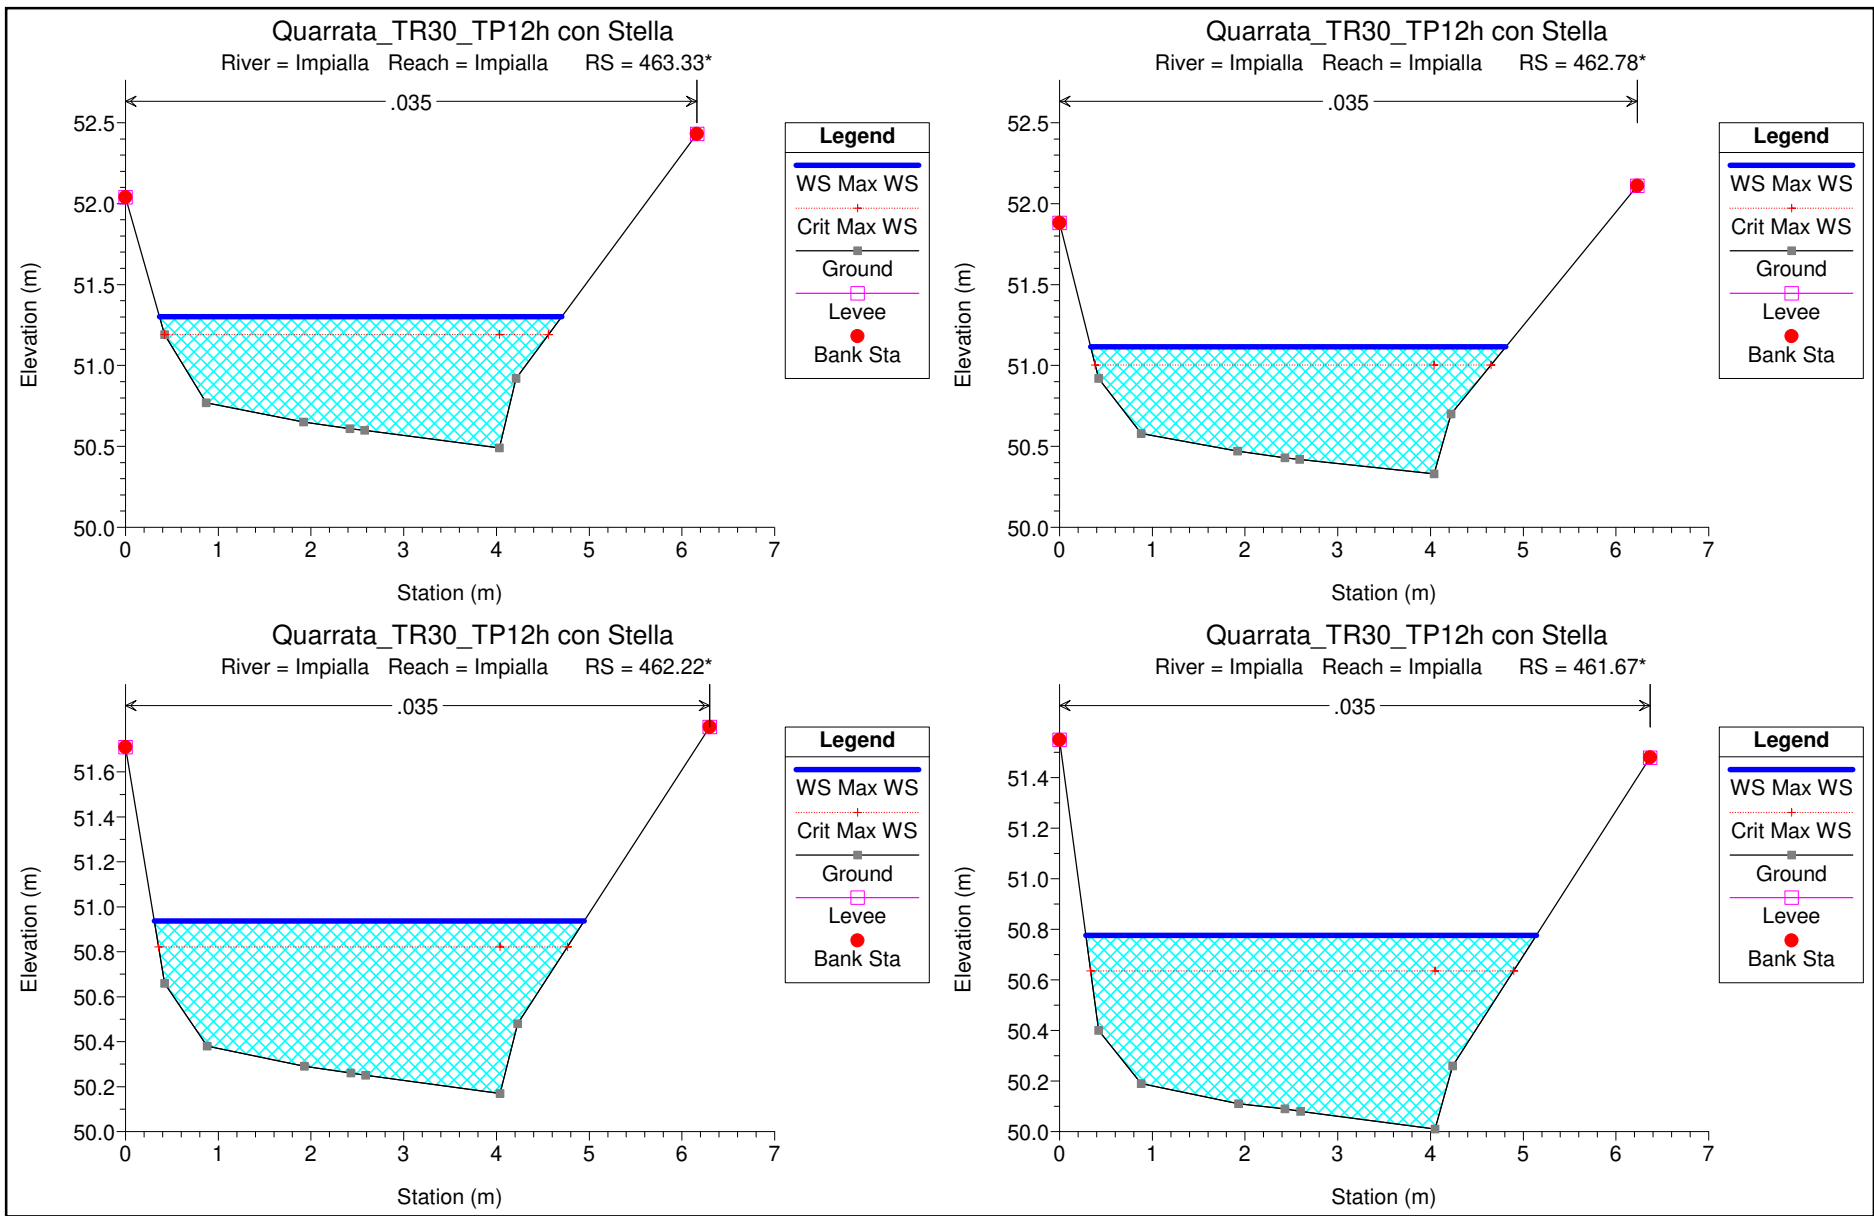 Quarrata_TR30_TP12h con Stella
River = Impialla Reach = Impialla RS = 463.33*
.035
52.5
52.0
51.5
51.0
50.5
50.0
0 1 2 3 4 5 6 7
Elevation (m)
Station (m)
Legend
WS Max WS
Crit Max WS
Ground
Levee
Bank Sta
Quarrata_TR30_TP12h con Stella
River = Impialla Reach = Impialla RS = 462.78*
.035
52.5
52.0
51.5
51.0
50.5
50.0
0 1 2 3 4 5 6 7
Elevation (m)
Station (m)
Legend
WS Max WS
Crit Max WS
Ground
Levee
Bank Sta
Quarrata_TR30_TP12h con Stella
River = Impialla Reach = Impialla RS = 462.22*
.035
51.6
51.4
51.2
51.0
50.8
50.6
50.4
50.2
50.0
0 1 2 3 4 5 6 7
Elevation (m)
Station (m)
Legend
WS Max WS
Crit Max WS
Ground
Levee
Bank Sta
Quarrata_TR30_TP12h con Stella
River = Impialla Reach = Impialla RS = 461.67*
.035
51.4
51.2
51.0
50.8
50.6
50.4
50.2
50.0
0 1 2 3 4 5 6 7
Elevation (m)
Station (m)
Legend
WS Max WS
Crit Max WS
Ground
Levee
Bank Sta